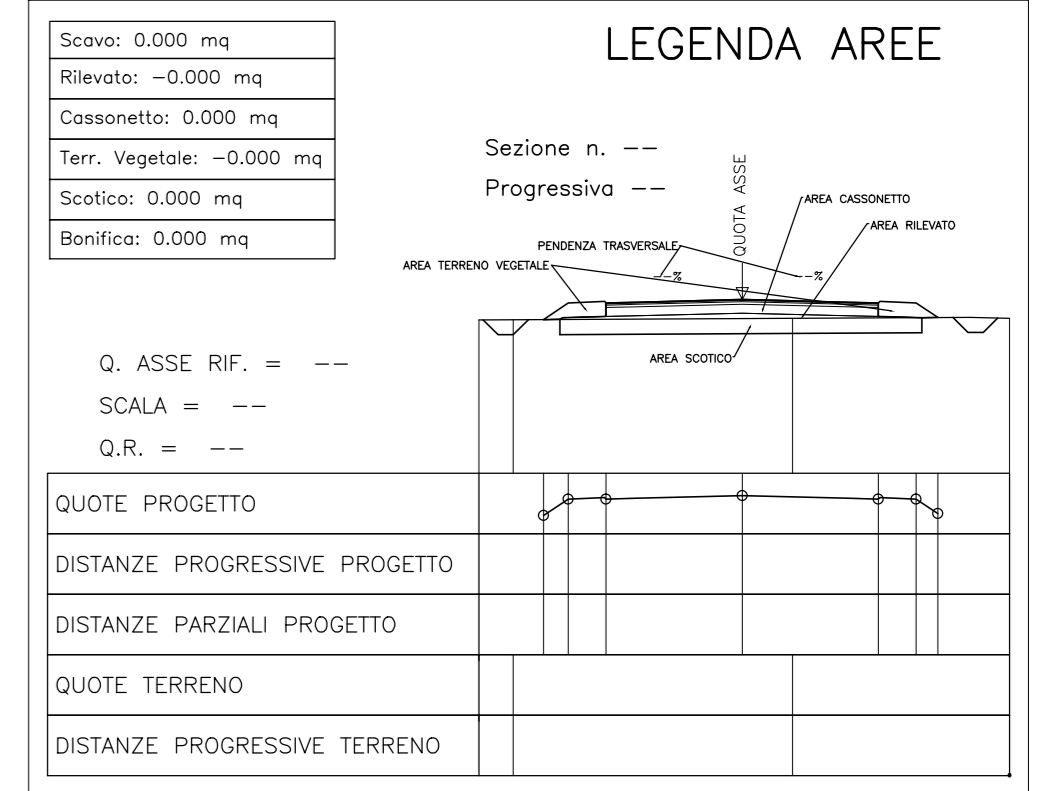 LEGENDA AREE
Scavo: 0.000 mq
Rilevato: −0.000 mq
Cassonetto: 0.000 mq
Terr. Vegetale: −0.000 mq
Scotico: 0.000 mq
Bonifica: 0.000 mq
Sezione n. −−
Progressiva −−
QUOTA ASSE
AREA CASSONETTO
AREA RILEVATO
PENDENZA TRASVERSALE
AREA TERRENO VEGETALE
−−%
−−%
AREA SCOTICO
Q. ASSE RIF. = −−
SCALA = −−
Q.R. = −−
QUOTE PROGETTO
DISTANZE PROGRESSIVE PROGETTO
DISTANZE PARZIALI PROGETTO
QUOTE TERRENO
DISTANZE PROGRESSIVE TERRENO